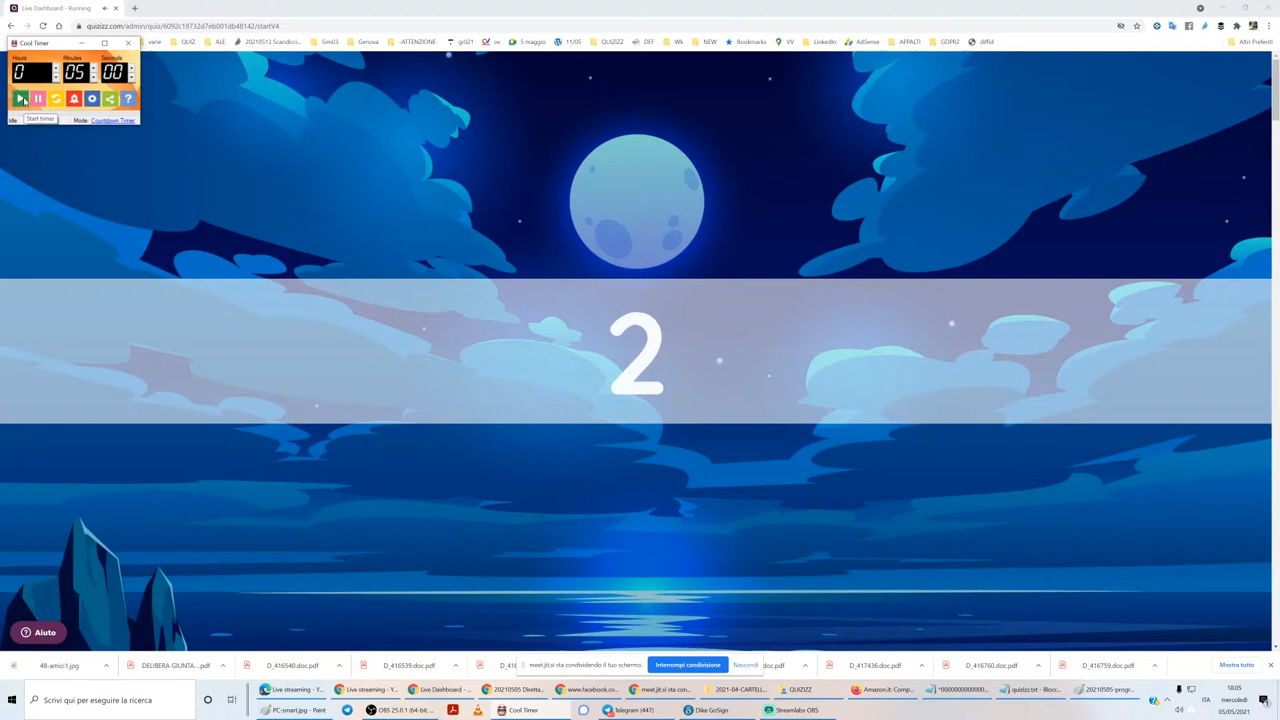 Live Dashboard - Running
quizizz.com/admin/quiz/6092c19732d7eb001db48142/startV4
varie QUIZ ALE 20210513 Scandicci... Sim03 Genova -ATTENZIONE- gr021 ov 5 maggio 11/05 QUIZIZZ DEF Wk NEW Bookmarks VV LinkedIn AdSense APPALTI GDPR2 diffid Altri Preferiti
Cool Timer
Hours Minutes Seconds
0 05 00
Idle Start timer Mode: Countdown Timer
2
Aiuto
48-amici1.jpg DELIBERA GIUNTA....pdf D_416540.doc.pdf D_416539.doc.pdf meet.jit.si sta condividendo il tuo schermo. Interrompi condivisione Nascondi doc.pdf D_417436.doc.pdf D_416760.doc.pdf D_416759.doc.pdf Mostra tutto
Scrivi qui per eseguire la ricerca
Live streaming - Y... Live streaming - Y... Live Dashboard -... 20210505 Diretta... www.facebook.co... meet.jit.si sta con... 2021-04-CARTELL... QUIZIZZ Amazon.it: Comp... quizizz.txt - Blocc... 20210505-progr...
PC-smart.jpg - Paint OBS 25.0.1 (64-bit, ... Cool Timer Telegram (447) Dike GoSign Streamlabs OBS
ITA
18:05
mercoledì
05/05/2021